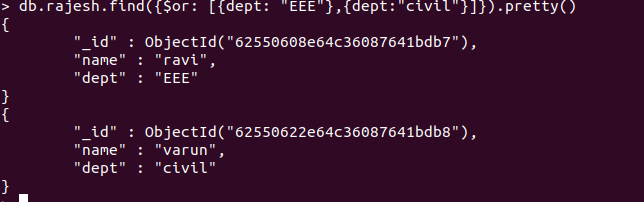 > db.rajesh.find({$or: [{dept: "EEE"},{dept:"civil"}]}).pretty()
{
        "_id" : ObjectId("62550608e64c36087641bdb7"),
        "name" : "ravi",
        "dept" : "EEE"
}
{
        "_id" : ObjectId("62550622e64c36087641bdb8"),
        "name" : "varun",
        "dept" : "civil"
}
>